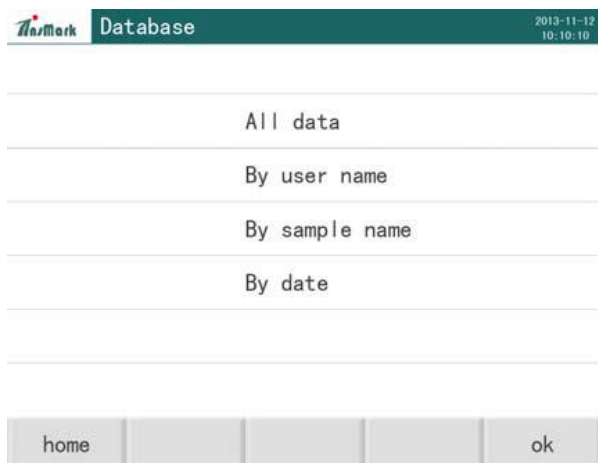 InsMark Database 2013-11-12
10:10:10
All data
By user name
By sample name
By date
home ok